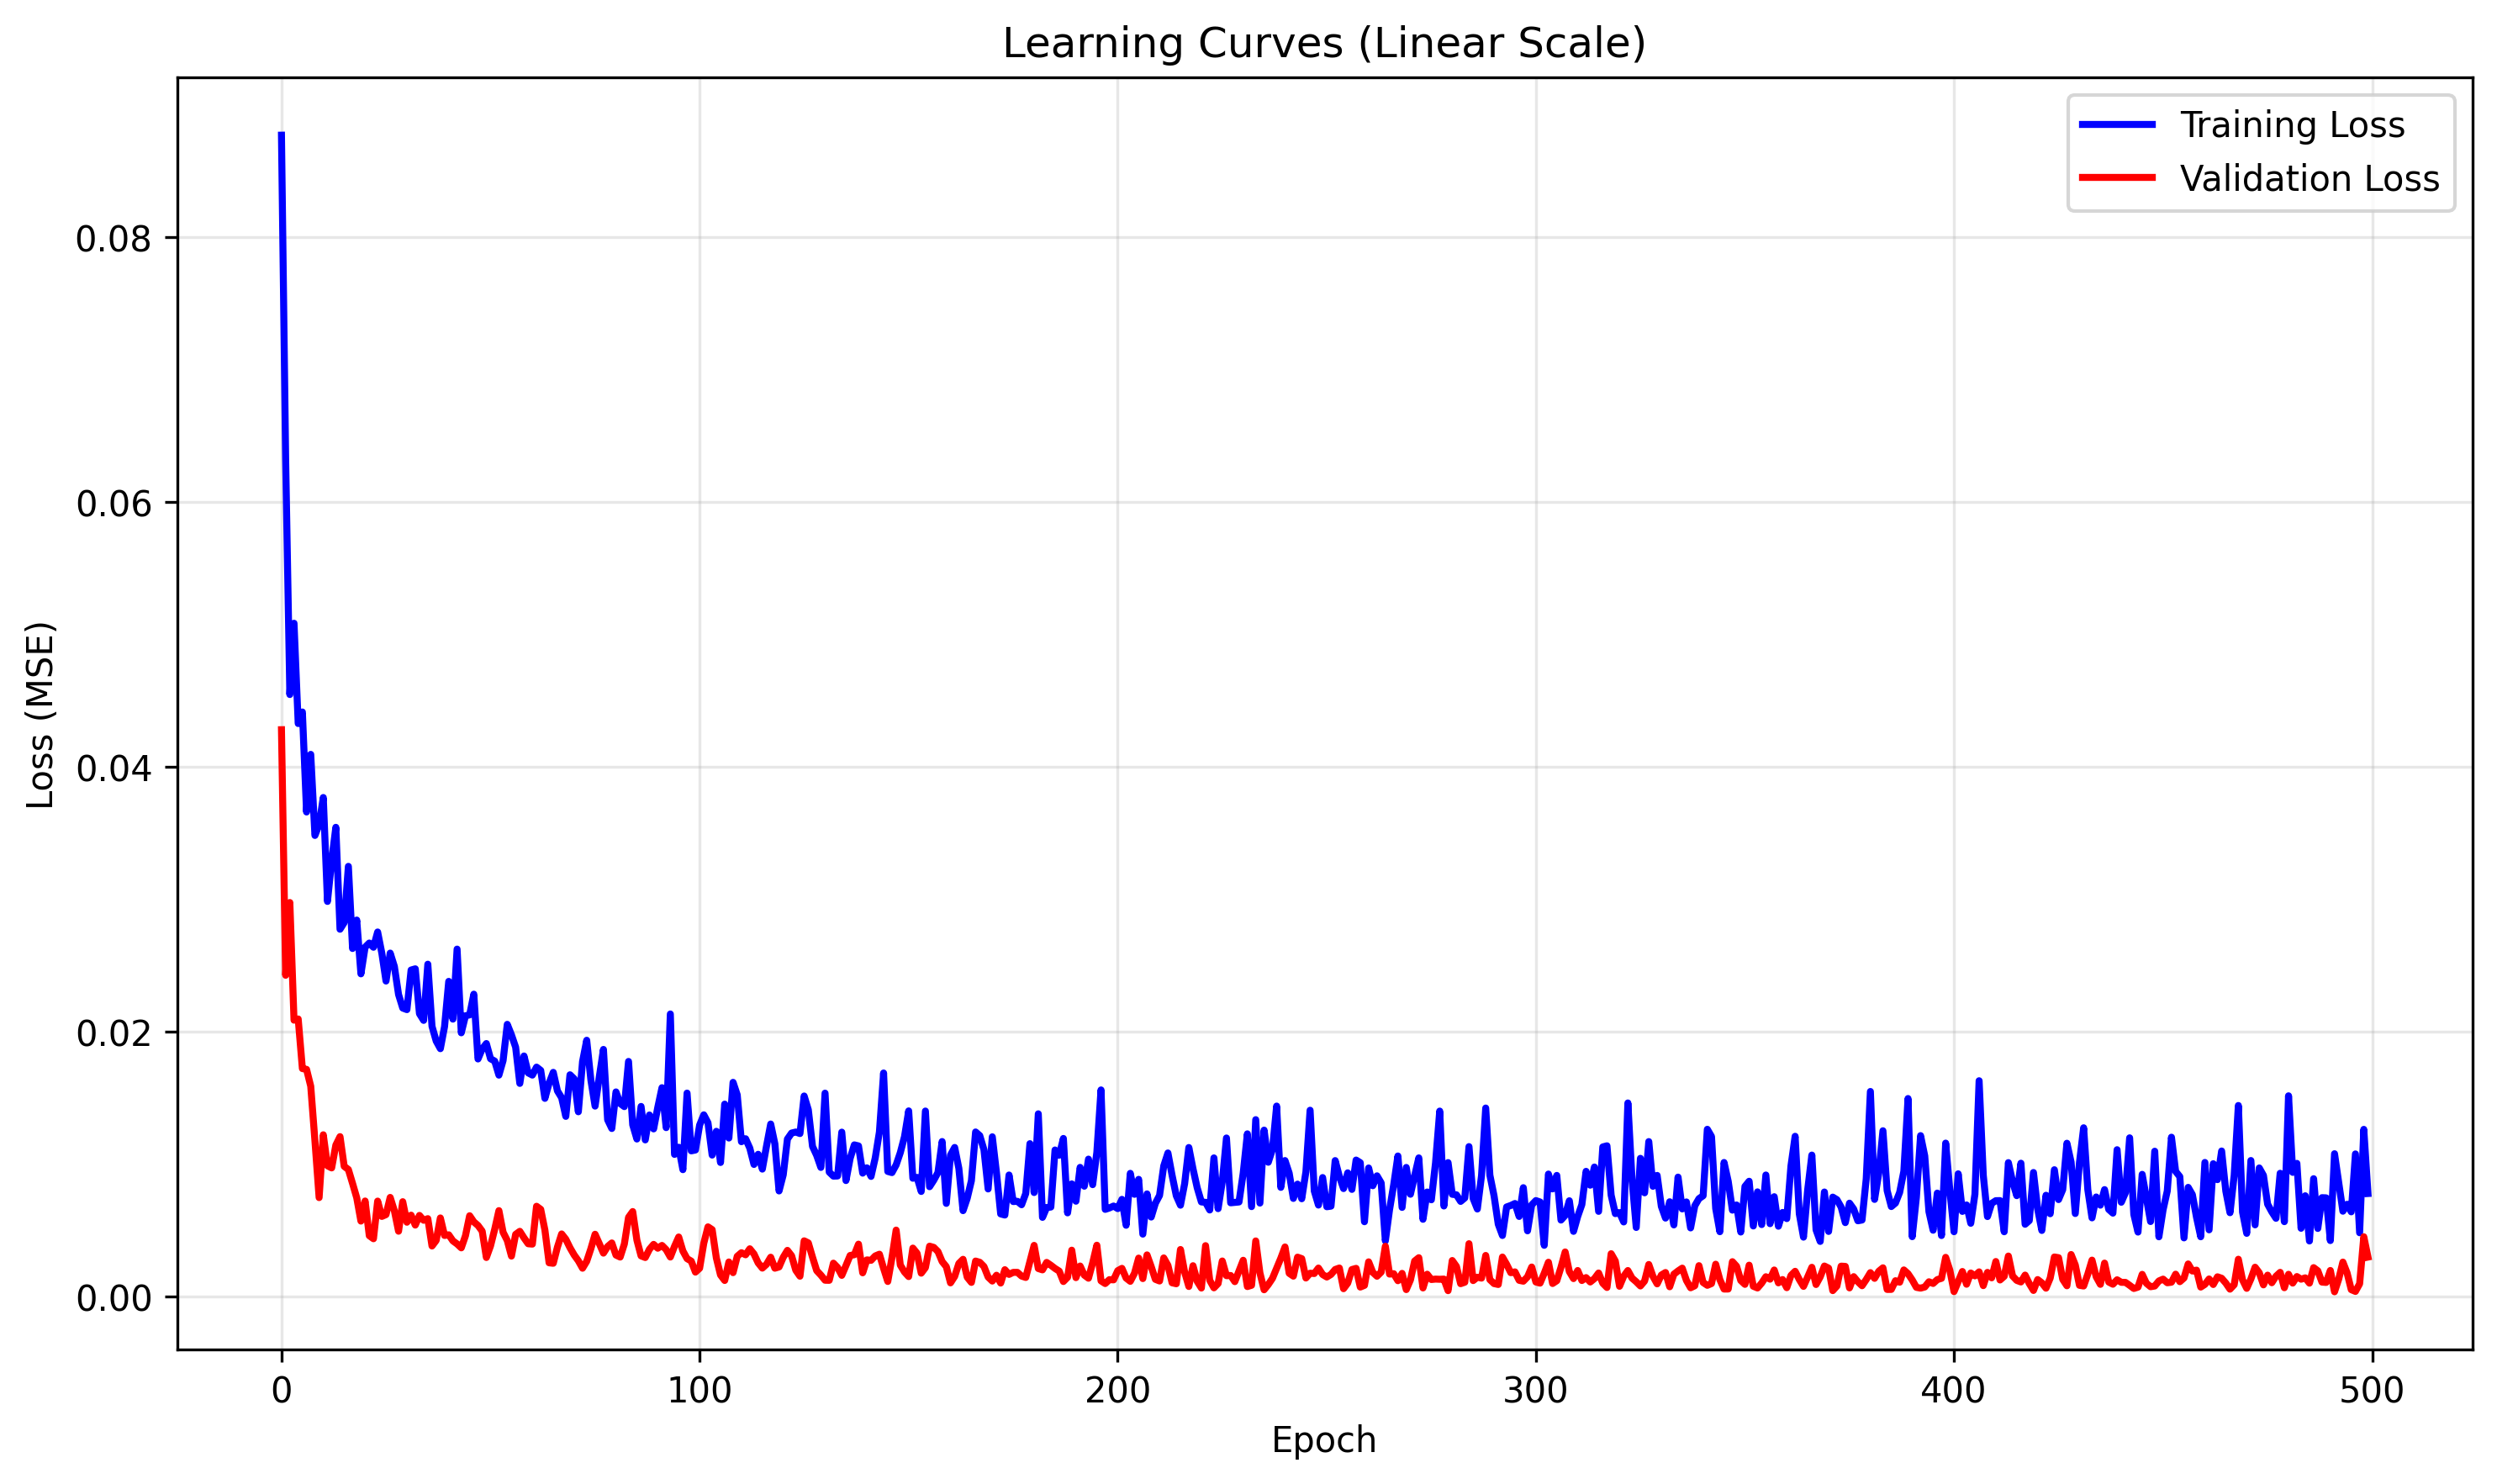 Learning Curves (Linear Scale)
Training Loss
Validation Loss
0.08
0.06
0.04
0.02
0.00
Loss (MSE)
0 100 200 300 400 500
Epoch